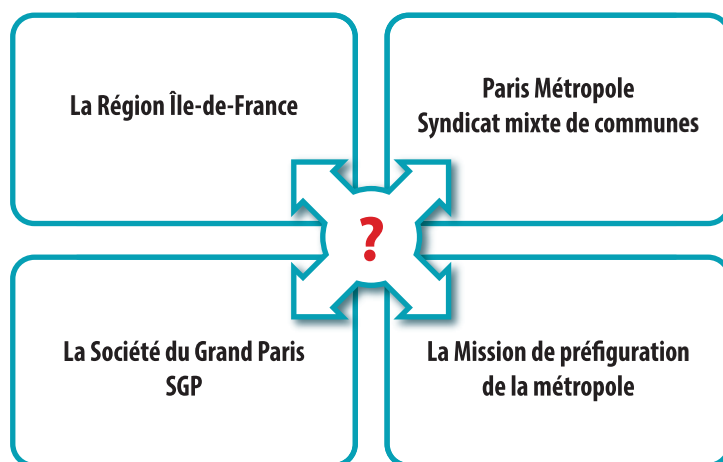 La Région Île-de-France
Paris Métropole
Syndicat mixte de communes
?
La Société du Grand Paris
SGP
La Mission de préfiguration
de la métropole